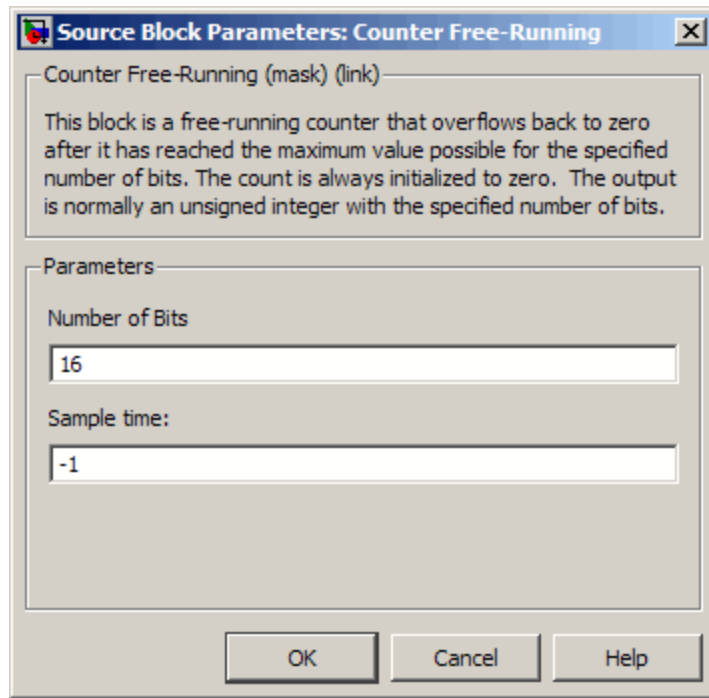 Source Block Parameters: Counter Free-Running
Counter Free-Running (mask) (link)
This block is a free-running counter that overflows back to zero
after it has reached the maximum value possible for the specified
number of bits. The count is always initialized to zero.  The output
is normally an unsigned integer with the specified number of bits.
Parameters
Number of Bits
16
Sample time:
-1
OK Cancel Help